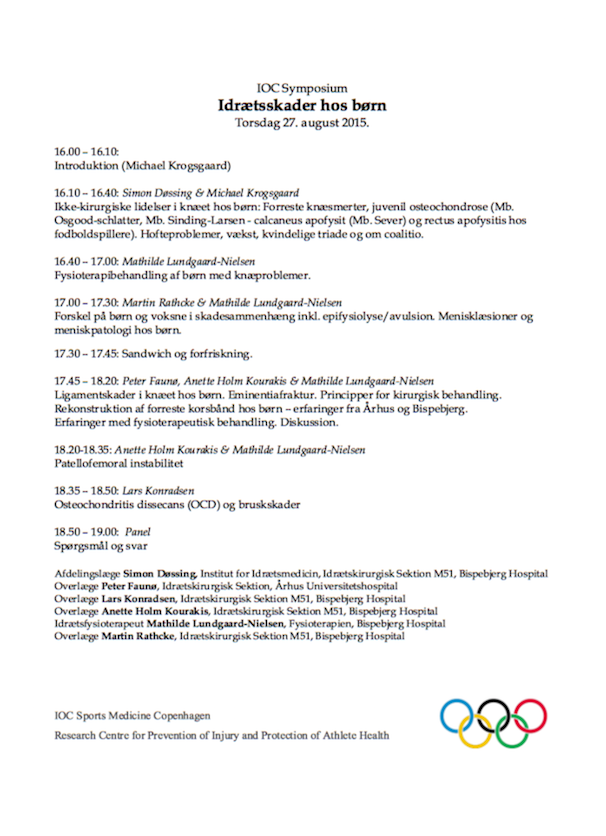 IOC Symposium
Idrætsskader hos børn
Torsdag 27. august 2015.
16.00 – 16.10:
Introduktion (Michael Krogsgaard)
16.10 – 16.40: Simon Døssing & Michael Krogsgaard
Ikke-kirurgiske lidelser i knæet hos børn: Forreste knæsmerter, juvenil osteochondrose (Mb.
Osgood-schlatter, Mb. Sinding-Larsen - calcaneus apofysit (Mb. Sever) og rectus apofysitis hos
fodboldspillere). Hofteproblemer, vækst, kvindelige triade og om coalitio.
16.40 – 17.00: Mathilde Lundgaard-Nielsen
Fysioterapibehandling af børn med knæproblemer.
17.00 – 17.30: Martin Rathcke & Mathilde Lundgaard-Nielsen
Forskel på børn og voksne i skadesammenhæng inkl. epifysiolyse/avulsion. Menisklæsioner og
meniskpatologi hos børn.
17.30 – 17.45: Sandwich og forfriskning.
17.45 – 18.20: Peter Faunø, Anette Holm Kourakis & Mathilde Lundgaard-Nielsen
Ligamentskader i knæet hos børn. Eminentiafraktur. Principper for kirurgisk behandling.
Rekonstruktion af forreste korsbånd hos børn – erfaringer fra Århus og Bispebjerg.
Erfaringer med fysioterapeutisk behandling. Diskussion.
18.20-18.35: Anette Holm Kourakis & Mathilde Lundgaard-Nielsen
Patellofemoral instabilitet
18.35 – 18.50: Lars Konradsen
Osteochondritis dissecans (OCD) og bruskskader
18.50 – 19.00: Panel
Spørgsmål og svar
Afdelingslæge Simon Døssing, Institut for Idrætsmedicin, Idrætskirurgisk Sektion M51, Bispebjerg Hospital
Overlæge Peter Faunø, Idrætskirurgisk Sektion, Århus Universitetshospital
Overlæge Lars Konradsen, Idrætskirurgisk Sektion M51, Bispebjerg Hospital
Overlæge Anette Holm Kourakis, Idrætskirurgisk Sektion M51, Bispebjerg Hospital
Idrætsfysioterapeut Mathilde Lundgaard-Nielsen, Fysioterapien, Bispebjerg Hospital
Overlæge Martin Rathcke, Idrætskirurgisk Sektion M51, Bispebjerg Hospital
IOC Sports Medicine Copenhagen
Research Centre for Prevention of Injury and Protection of Athlete Health